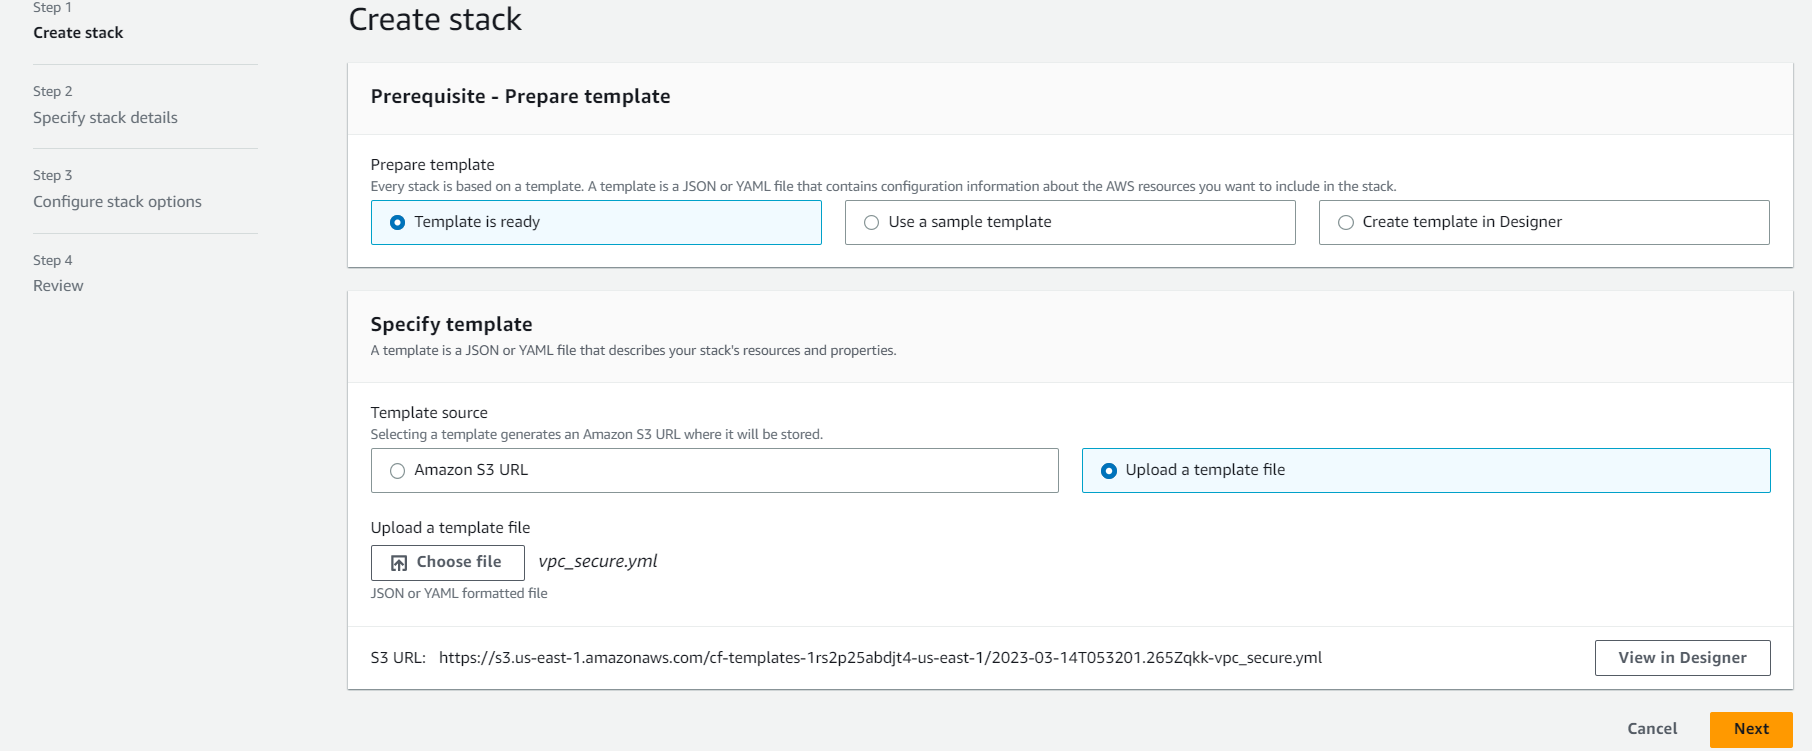 Step 1
Create stack
Step 2
Specify stack details
Step 3
Configure stack options
Step 4
Review
Create stack
Prerequisite - Prepare template
Prepare template
Every stack is based on a template. A template is a JSON or YAML file that contains configuration information about the AWS resources you want to include in the stack.
Template is ready
Use a sample template
Create template in Designer
Specify template
A template is a JSON or YAML file that describes your stack's resources and properties.
Template source
Selecting a template generates an Amazon S3 URL where it will be stored.
Amazon S3 URL
Upload a template file
Upload a template file
Choose file
vpc_secure.yml
JSON or YAML formatted file
S3 URL: https://s3.us-east-1.amazonaws.com/cf-templates-1rs2p25abdjt4-us-east-1/2023-03-14T053201.265Zqkk-vpc_secure.yml
View in Designer
Cancel
Next